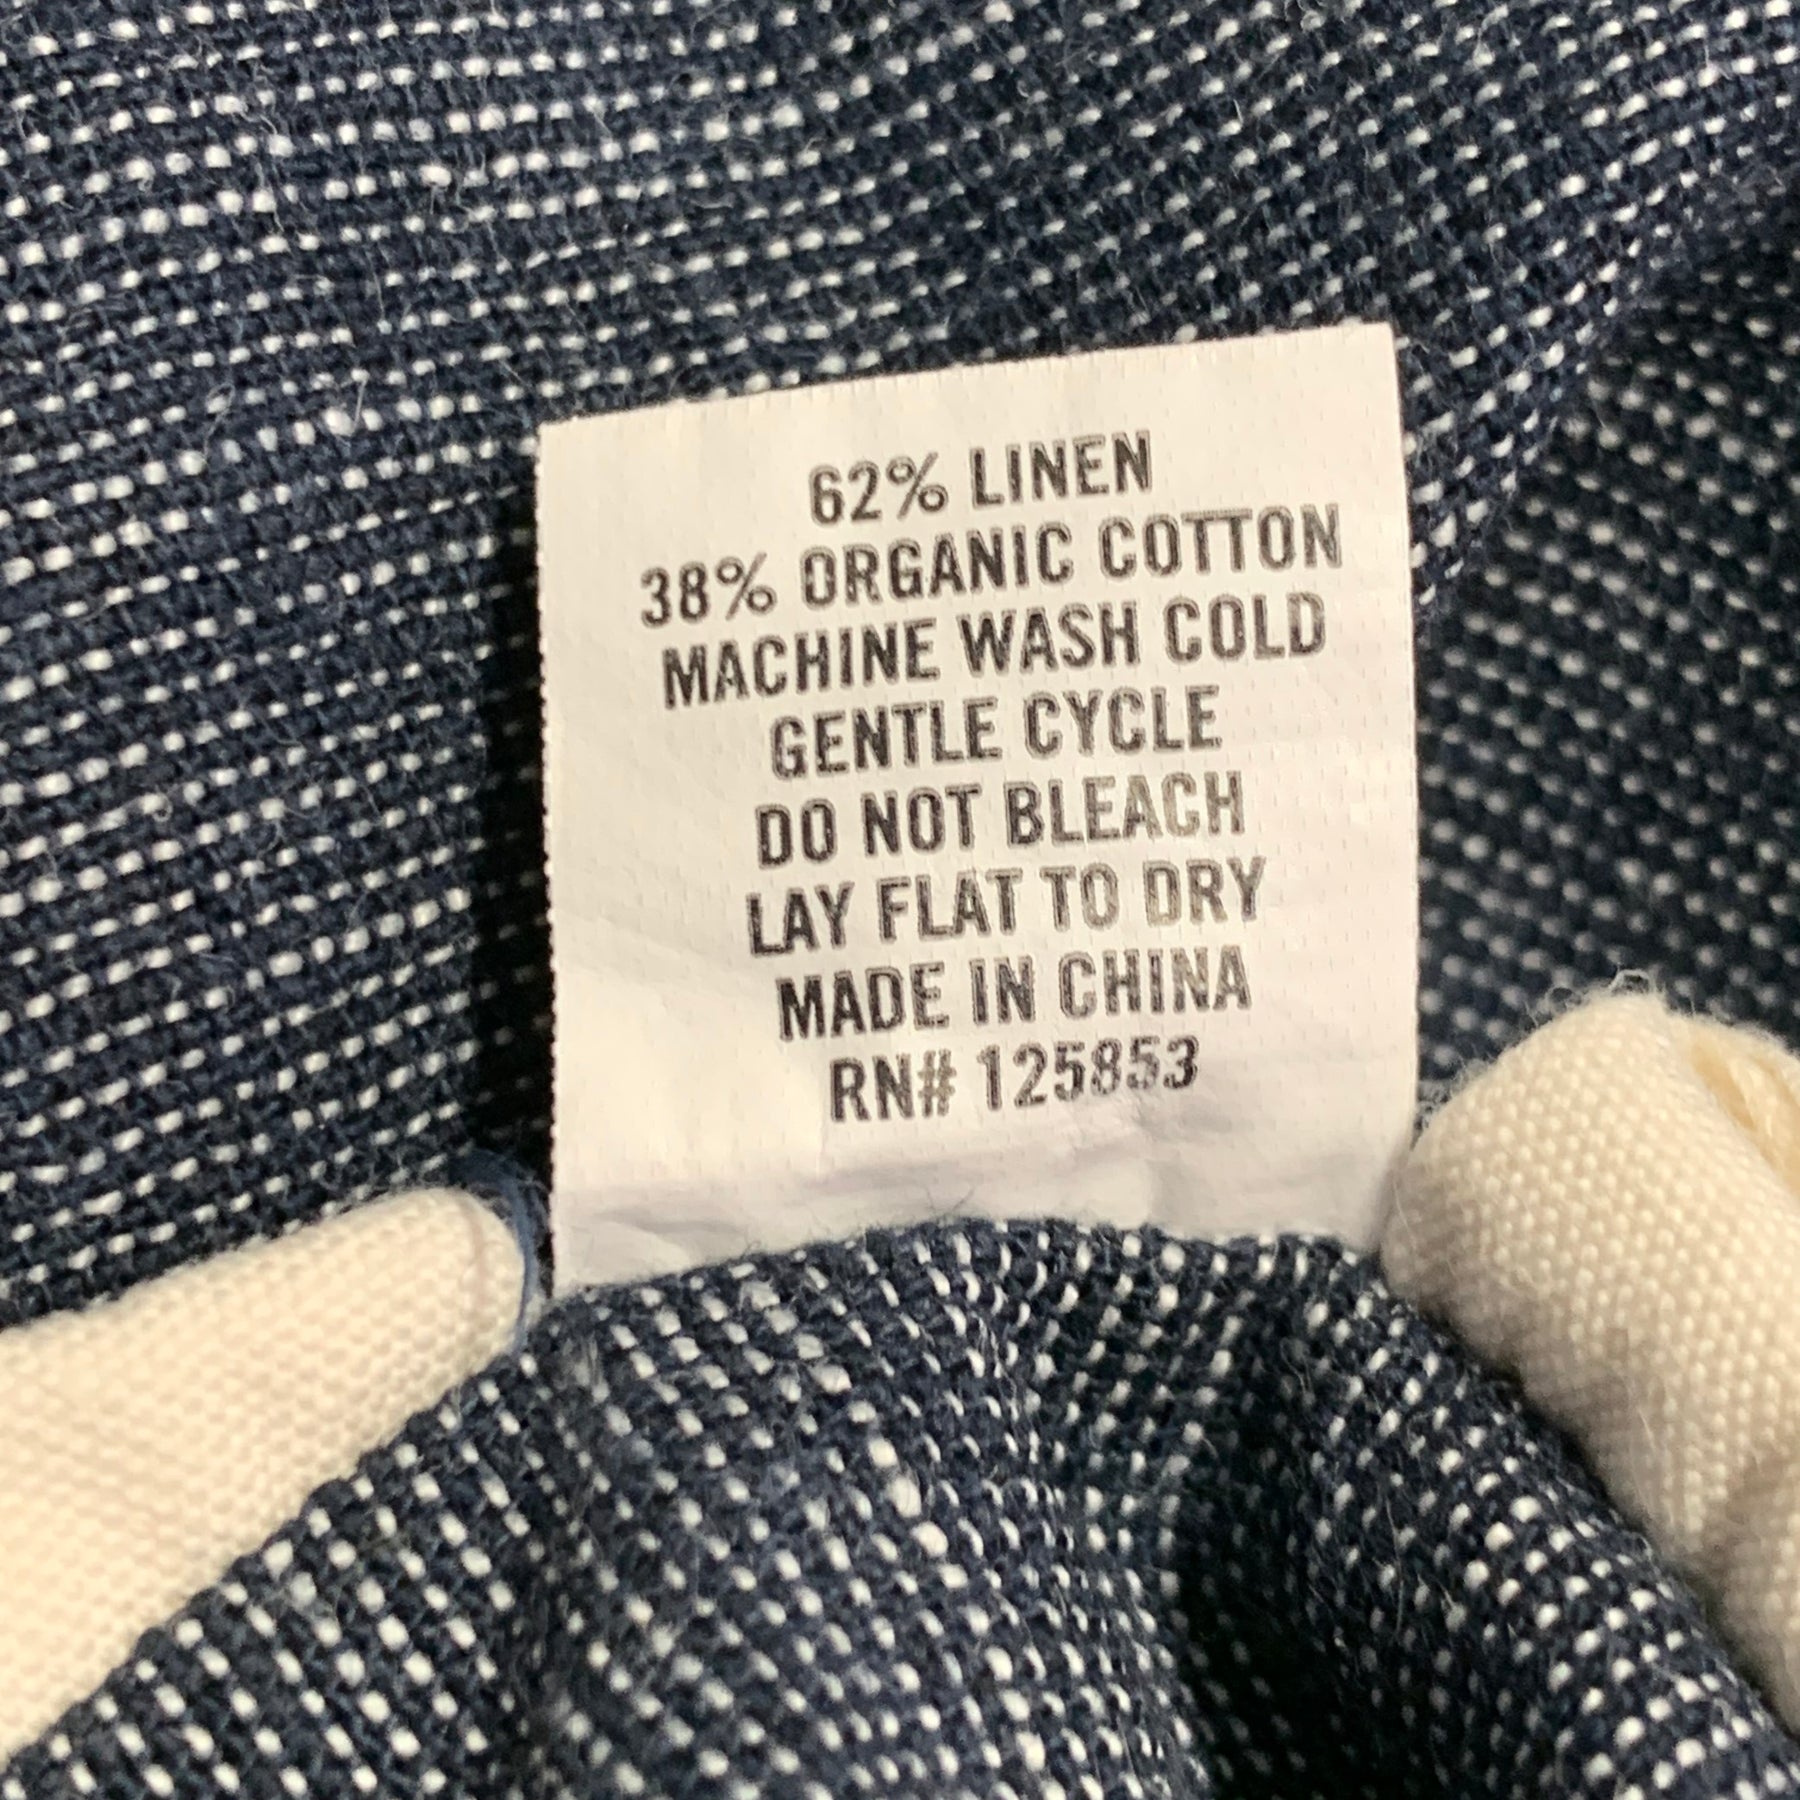 62% LINEN
38% ORGANIC COTTON
MACHINE WASH COLD
GENTLE CYCLE
DO NOT BLEACH
LAY FLAT TO DRY
MADE IN CHINA
RN# 125853